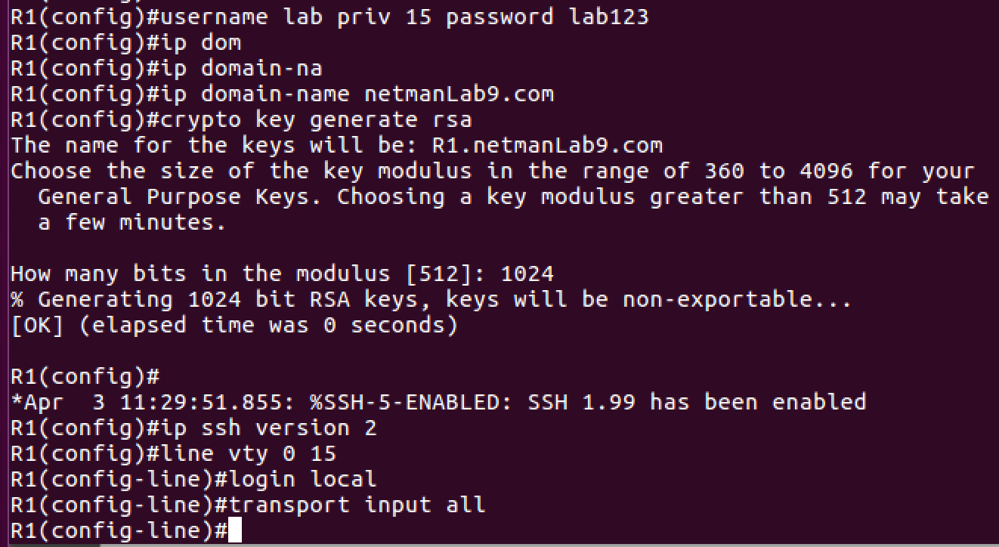 R1(config)#username lab priv 15 password lab123
R1(config)#ip dom
R1(config)#ip domain-na
R1(config)#ip domain-name netmanLab9.com
R1(config)#crypto key generate rsa
The name for the keys will be: R1.netmanLab9.com
Choose the size of the key modulus in the range of 360 to 4096 for your
  General Purpose Keys. Choosing a key modulus greater than 512 may take
  a few minutes.

How many bits in the modulus [512]: 1024
% Generating 1024 bit RSA keys, keys will be non-exportable...
[OK] (elapsed time was 0 seconds)

R1(config)#
*Apr  3 11:29:51.855: %SSH-5-ENABLED: SSH 1.99 has been enabled
R1(config)#ip ssh version 2
R1(config)#line vty 0 15
R1(config-line)#login local
R1(config-line)#transport input all
R1(config-line)#